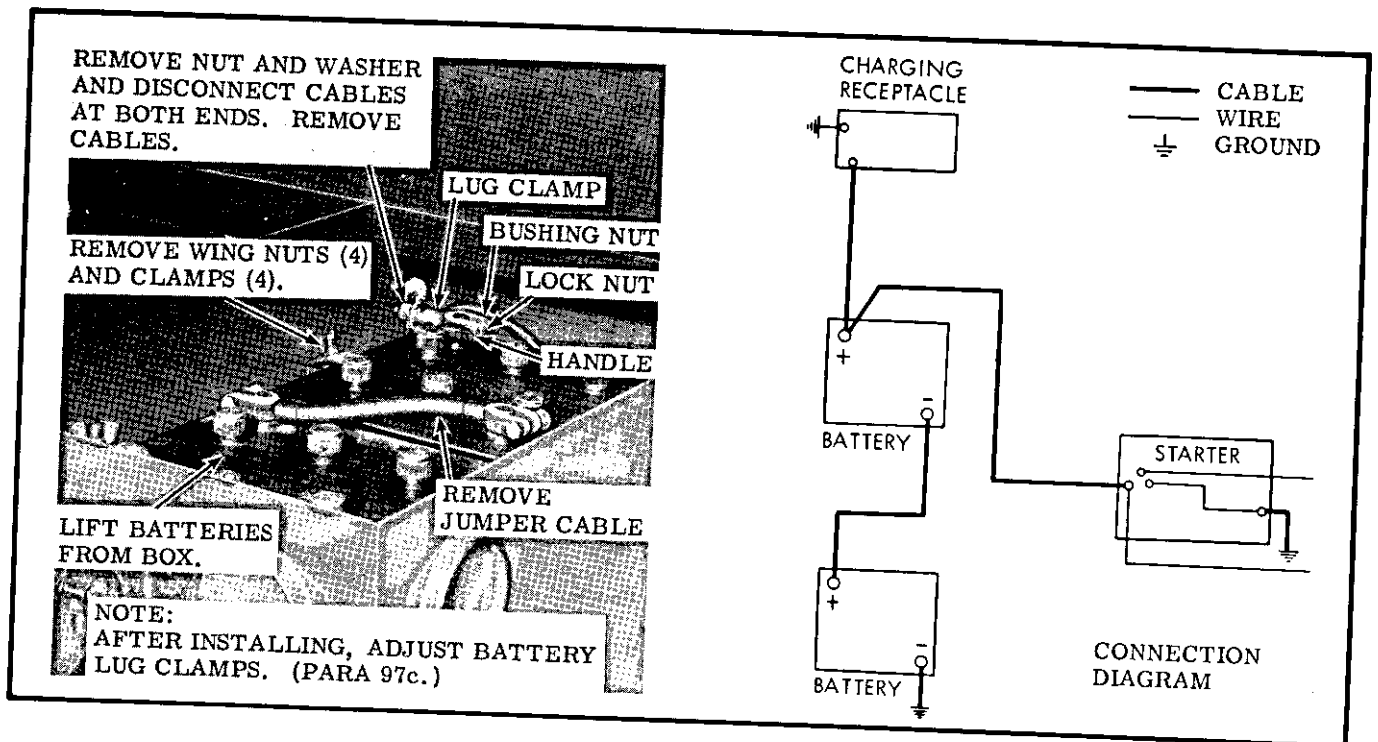 REMOVE NUT AND WASHER
AND DISCONNECT CABLES
AT BOTH ENDS. REMOVE
CABLES.
LUG CLAMP
BUSHING NUT
REMOVE WING NUTS (4)
AND CLAMPS (4).
LOCK NUT
HANDLE
REMOVE
JUMPER CABLE
LIFT BATTERIES
FROM BOX.
NOTE:
AFTER INSTALLING, ADJUST BATTERY
LUG CLAMPS. (PARA 97c.)
CHARGING
RECEPTACLE
CABLE
WIRE
GROUND
+
-
BATTERY
STARTER
+
-
BATTERY
CONNECTION
DIAGRAM